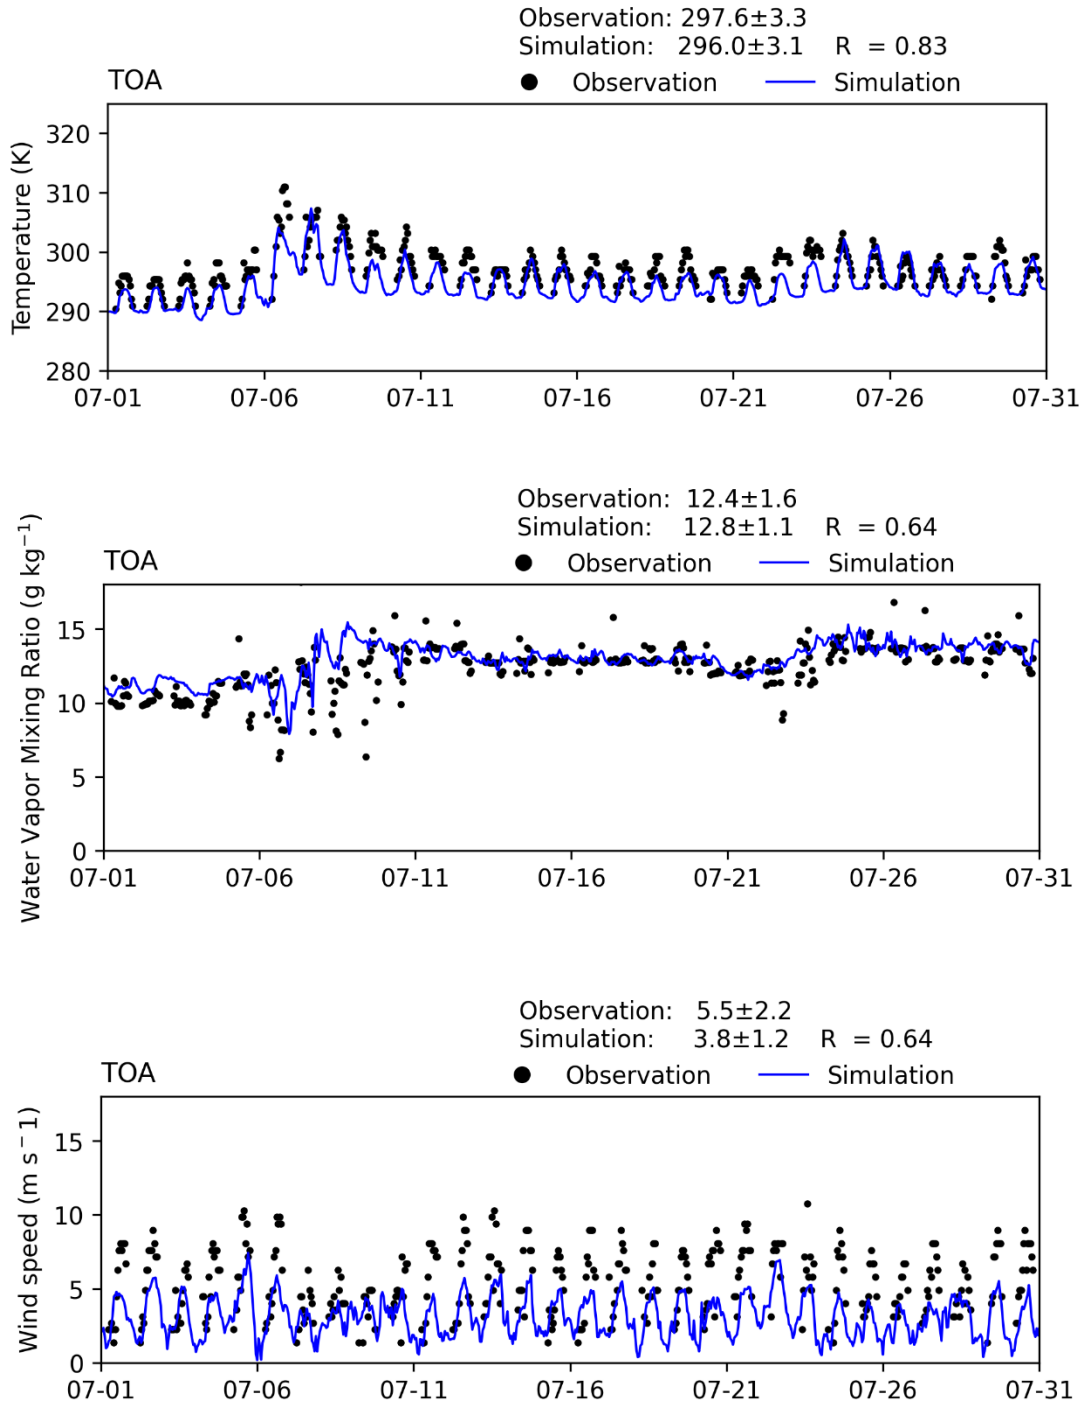 Observation: 297.6±3.3
Simulation: 296.0±3.1 R = 0.83
TOA
Observation Simulation
Temperature (K)
320
310
300
290
280
07-01 07-06 07-11 07-16 07-21 07-26 07-31
Observation: 12.4±1.6
Simulation: 12.8±1.1 R = 0.64
TOA
Observation Simulation
Water Vapor Mixing Ratio (g kg⁻¹)
15
10
5
0
07-01 07-06 07-11 07-16 07-21 07-26 07-31
Observation: 5.5±2.2
Simulation: 3.8±1.2 R = 0.64
TOA
Observation Simulation
Wind speed (m s⁻1)
15
10
5
0
07-01 07-06 07-11 07-16 07-21 07-26 07-31